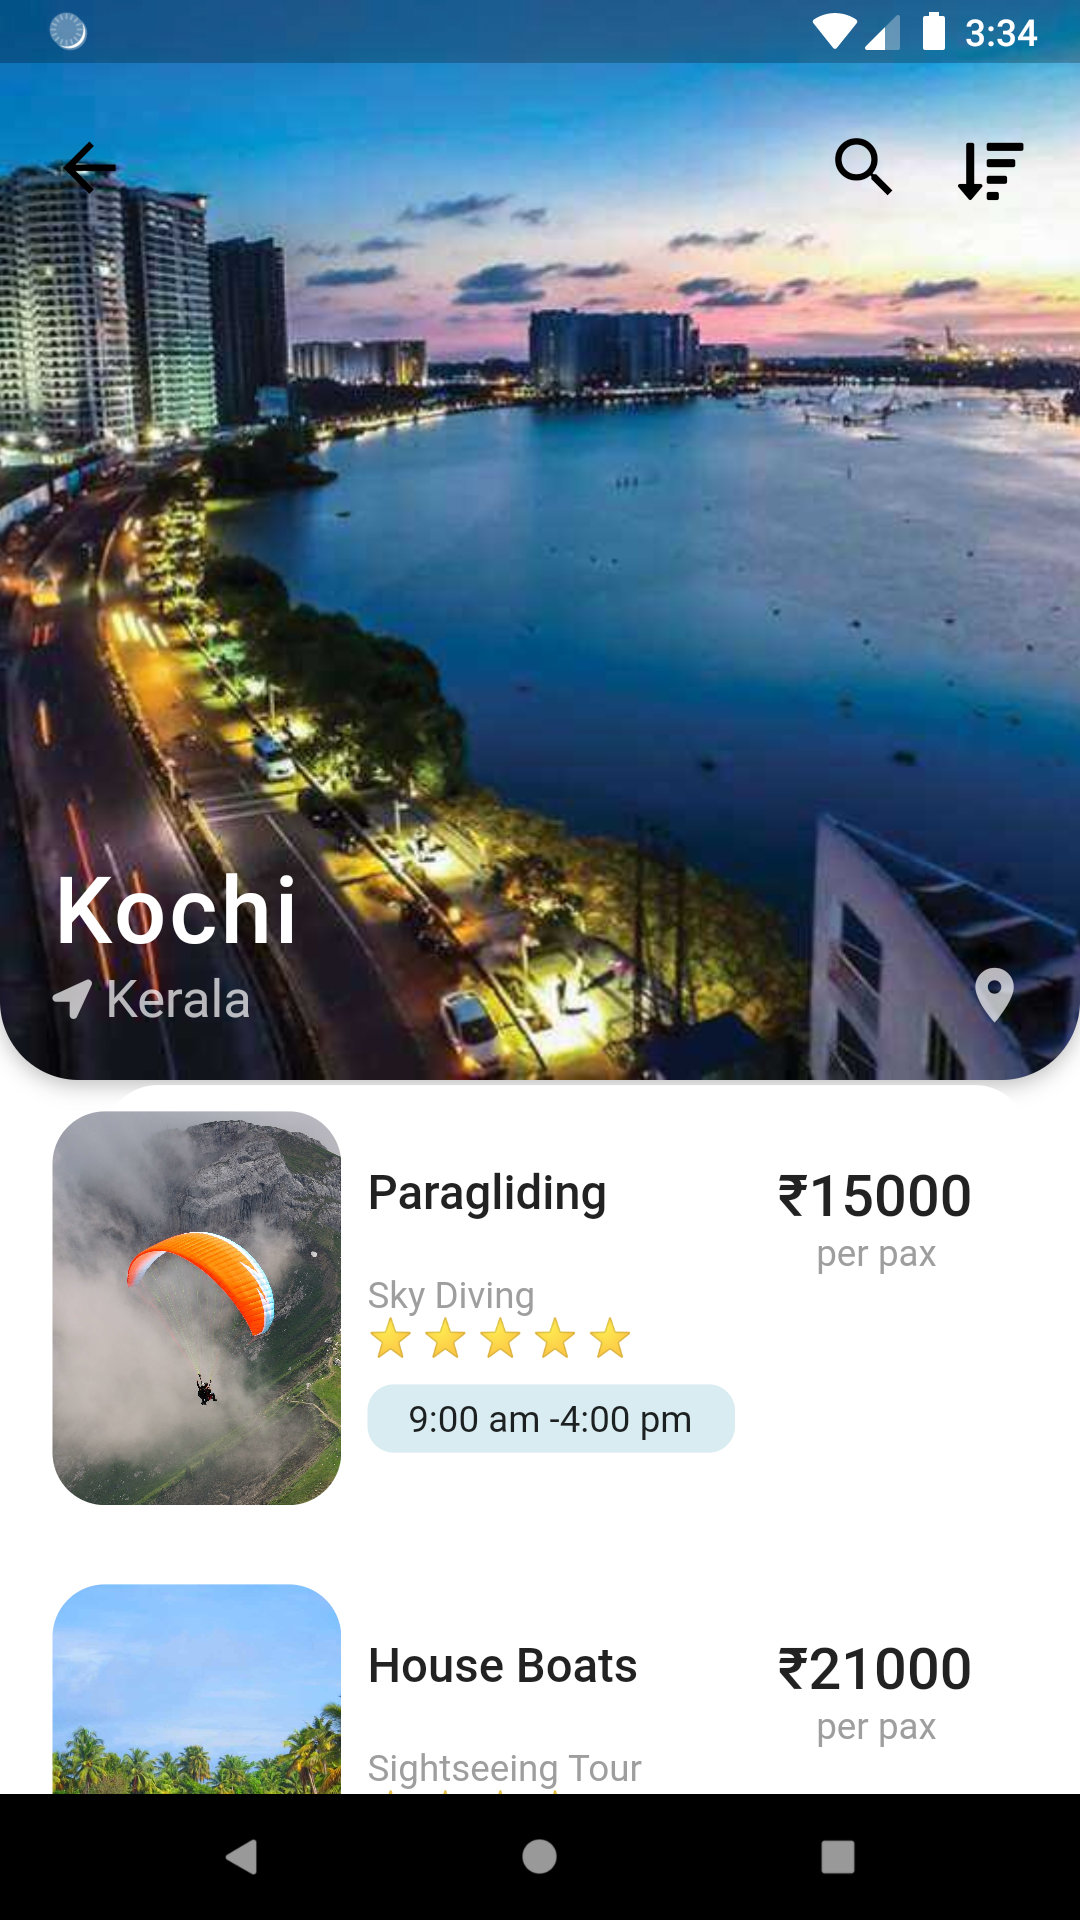 3:34
Kochi
Kerala
Paragliding
₹15000
per pax
Sky Diving
9:00 am -4:00 pm
House Boats
₹21000
per pax
Sightseeing Tour